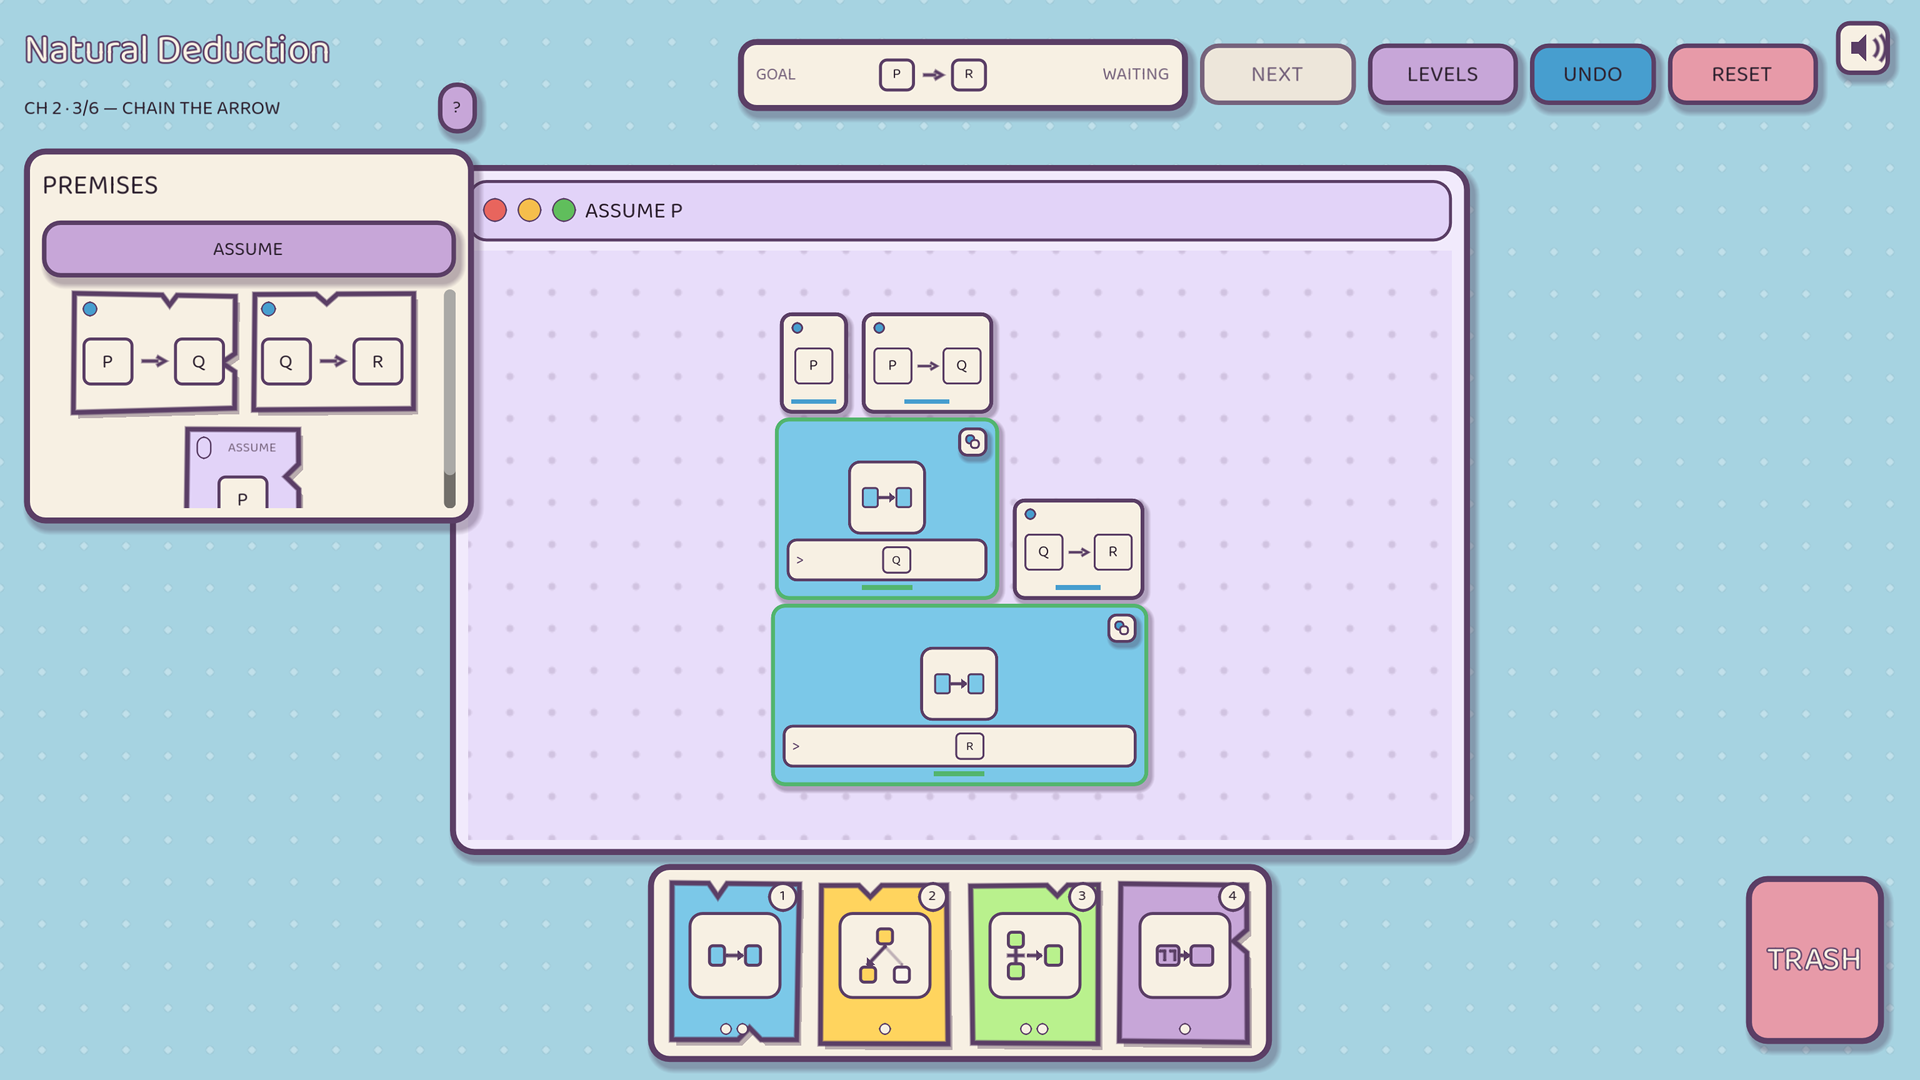 Natural Deduction
CH 2 · 3/6 — CHAIN THE ARROW
?
GOAL P → R WAITING
NEXT
LEVELS
UNDO
RESET
PREMISES
ASSUME
P → Q
Q → R
ASSUME
P
ASSUME P
P
P → Q
> Q
Q → R
> R
1
2
3
4
TRASH